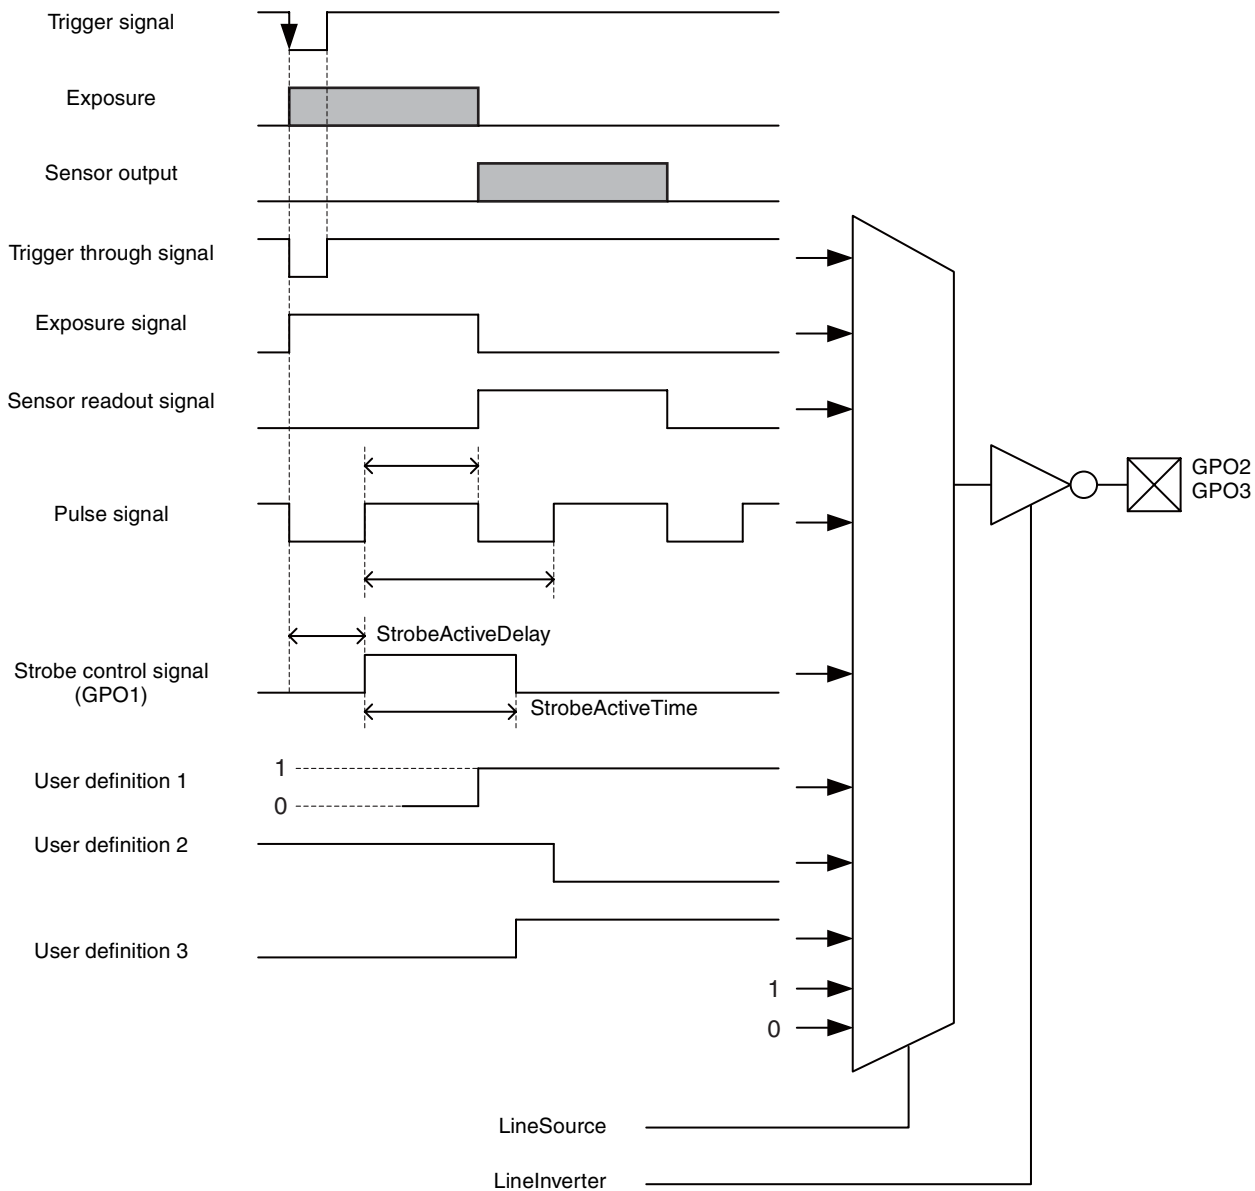 Trigger signal
Exposure
Sensor output
Trigger through signal
Exposure signal
Sensor readout signal
Pulse signal
StrobeActiveDelay
Strobe control signal
(GPO1)
StrobeActiveTime
User definition 1
1
0
User definition 2
User definition 3
1
0
GPO2
GPO3
LineSource
LineInverter